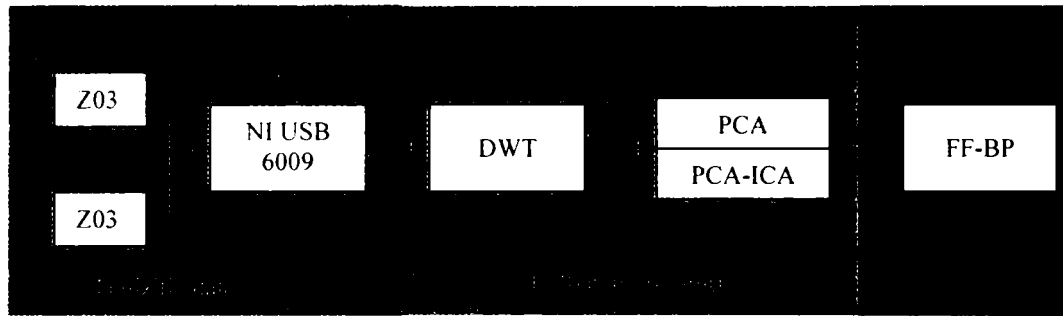 Z03
Z03
NI USB
6009
DWT
PCA
PCA-ICA
FF-BP